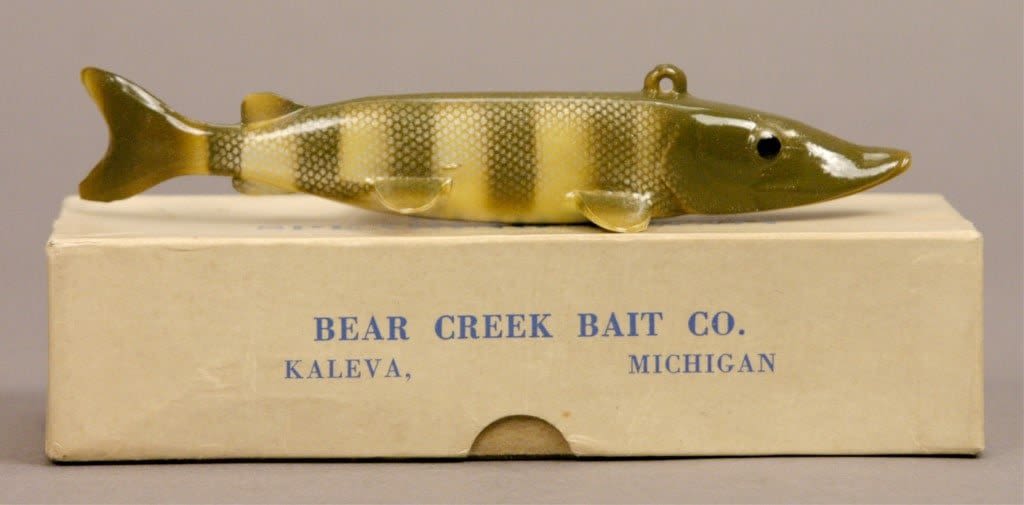 BEAR CREEK BAIT CO.
KALEVA, MICHIGAN